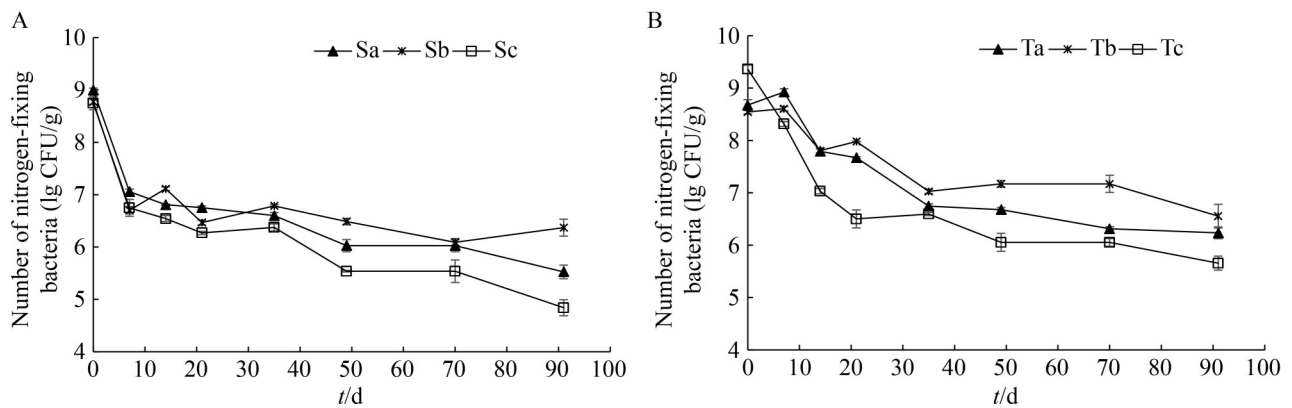 A
Number of nitrogen-fixing
bacteria (lg CFU/g)
10
9
8
7
6
5
4
Sa Sb Sc
0 10 20 30 40 50 60 70 80 90 100
t/d
B
Number of nitrogen-fixing
bacteria (lg CFU/g)
10
9
8
7
6
5
4
Ta Tb Tc
0 10 20 30 40 50 60 70 80 90 100
t/d